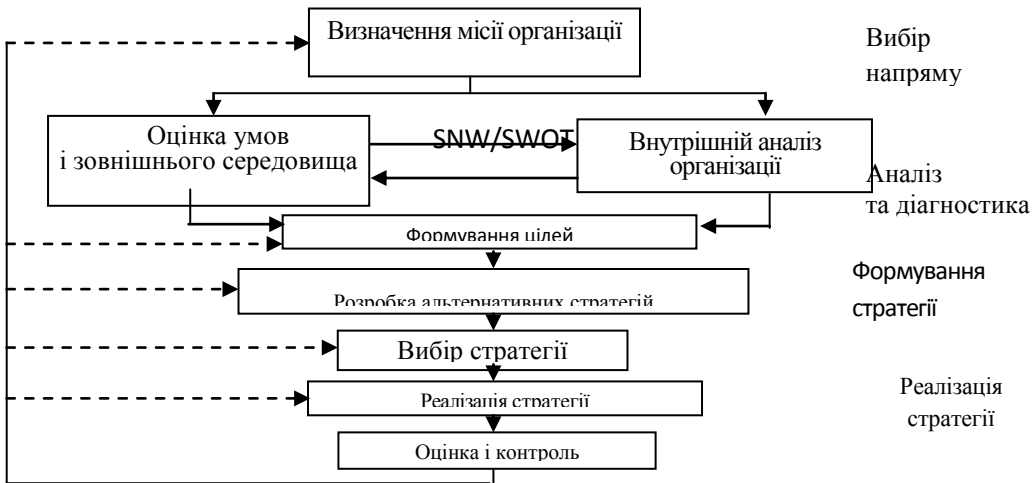 Визначення місії організації
Вибір
напряму
Оцінка умов
і зовнішнього середовища
SNW/SWOT
Внутрішній аналіз
організації
Аналіз
та діагностика
Формування цілей
Формування
стратегії
Розробка альтернативних стратегій
Вибір стратегії
Реалізація стратегії
Реалізація
стратегії
Оцінка і контроль